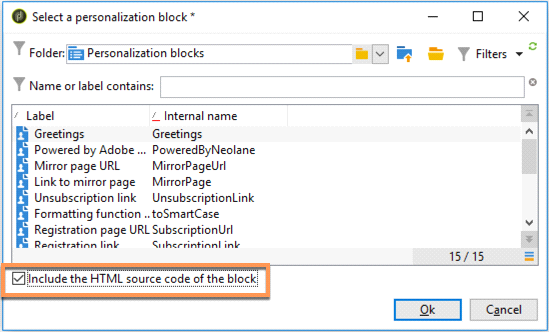 Select a personalization block *
Folder: Personalization blocks Filters
Name or label contains:
Label Internal name
Greetings Greetings
Powered by Adobe ... PoweredByNeolane
Mirror page URL MirrorPageUrl
Link to mirror page MirrorPage
Unsubscription link UnsubscriptionLink
Formatting function ... toSmartCase
Registration page URL SubscriptionUrl
Registration link SubscriptionLink
15 / 15
Include the HTML source code of the block
Ok Cancel